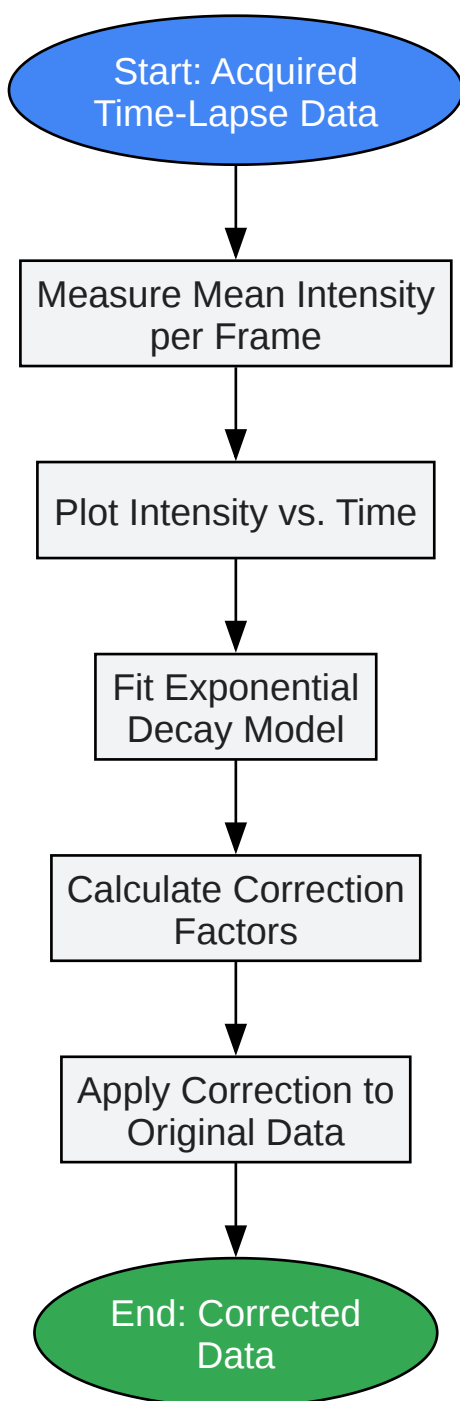 Start: Acquired
Time-Lapse Data
Measure Mean Intensity
per Frame
Plot Intensity vs. Time
Fit Exponential
Decay Model
Calculate Correction
Factors
Apply Correction to
Original Data
End: Corrected
Data